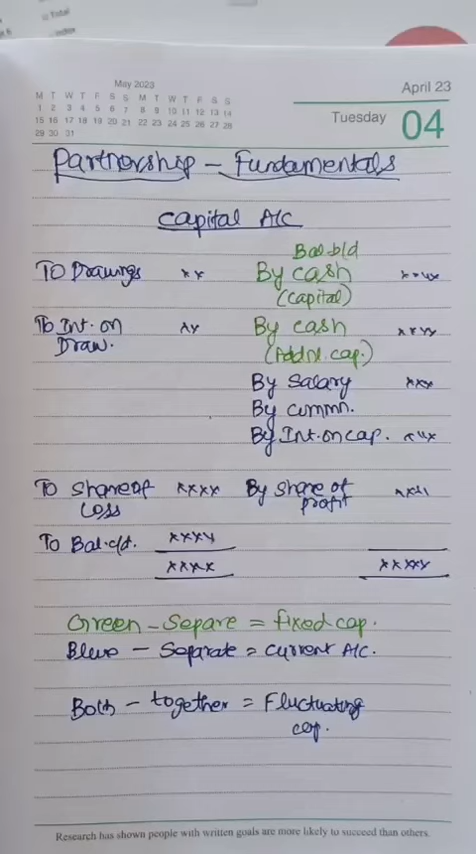 Total
index
May 2023
M T W T F S S M T W T F S S
1 2 3 4 5 6 7 8 9 10 11 12 13 14
15 16 17 18 19 20 21 22 23 24 25 26 27 28
29 30 31
April 23
Tuesday 04
Partnership - Fundamentals
Capital A/C
Bal. b/d
To Drawings xx By cash xxxx
(Capital)
To Int. on xx By cash xxxx
Draw. (Addnl. cap.)
By Salary xxx
By commn.
By Int. on cap. xxx
To Share of xxxx By share of xxxx
Loss profit
To Bal. c/d. xxxx
xxxx xxxxx
Green - Separe = fixed cap.
Blue - Separate = Current A/C.
Both - together = Fluctuating
cap.
Research has shown people with written goals are more likely to succeed than others.